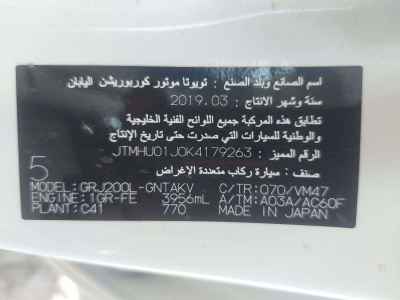 اسم الصانع وبلد الصنع : تويوتا موتور كوربوريشن اليابان
سنة وشهر الانتاج : 2019.03
تطابق هذه المركبة جميع اللوائح الفنية الخليجية
والوطنية للسيارات التي صدرت حتى تاريخ الإنتاج
الرقم المميز : JTMHU01J0K4179263
صنف : سيارة ركاب متعددة الإغراض
5
MODEL: GRJ200L-GNTAKV C/TR: 070/VM47
ENGINE: 1GR-FE 3956mL A/TM: A03A/AC60F
PLANT: C41 770 MADE IN JAPAN